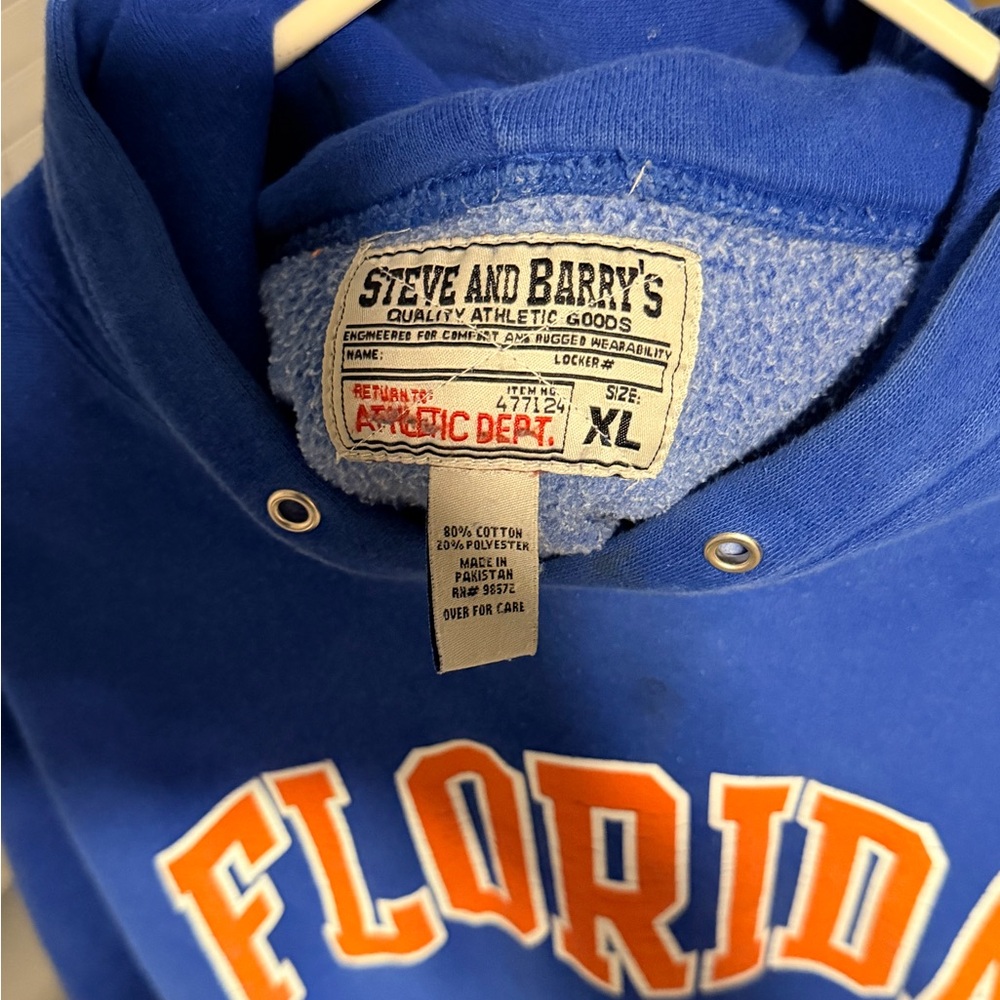 STEVE AND BARRY'S
QUALITY ATHLETIC GOODS
ENGINEERED FOR COMFORT AND RUGGED WEARABILITY
NAME: LOCKER#
RETURN TO: ITEM NO. SIZE:
477124
ATHLETIC DEPT. XL
80% COTTON
20% POLYESTER
MADE IN
PAKISTAN
RN# 98572
OVER FOR CARE
FLORIDA